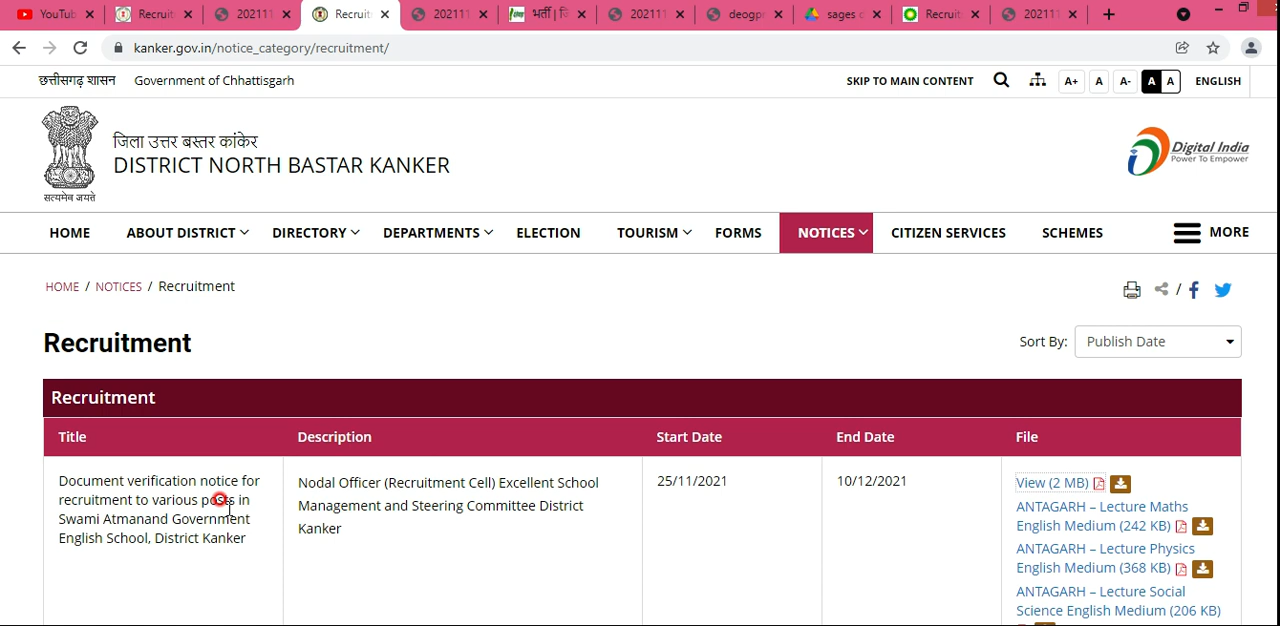 YouTub
Recruit
202111
Recruit
202111
भर्ती | जि
202111
deogp
sages c
Recruit
202111
kanker.gov.in/notice_category/recruitment/
छत्तीसगढ़ शासन Government of Chhattisgarh
SKIP TO MAIN CONTENT A+ A A- A A ENGLISH
जिला उत्तर बस्तर कांकेर
DISTRICT NORTH BASTAR KANKER
सत्यमेव जयते
Digital India
Power To Empower
HOME ABOUT DISTRICT DIRECTORY DEPARTMENTS ELECTION TOURISM FORMS NOTICES CITIZEN SERVICES SCHEMES MORE
HOME / NOTICES / Recruitment
/
Recruitment
Sort By: Publish Date
Recruitment
Title Description Start Date End Date File
Document verification notice for
recruitment to various posts in
Swami Atmanand Government
English School, District Kanker
Nodal Officer (Recruitment Cell) Excellent School
Management and Steering Committee District
Kanker
25/11/2021
10/12/2021
View (2 MB)
ANTAGARH – Lecture Maths
English Medium (242 KB)
ANTAGARH – Lecture Physics
English Medium (368 KB)
ANTAGARH – Lecture Social
Science English Medium (206 KB)